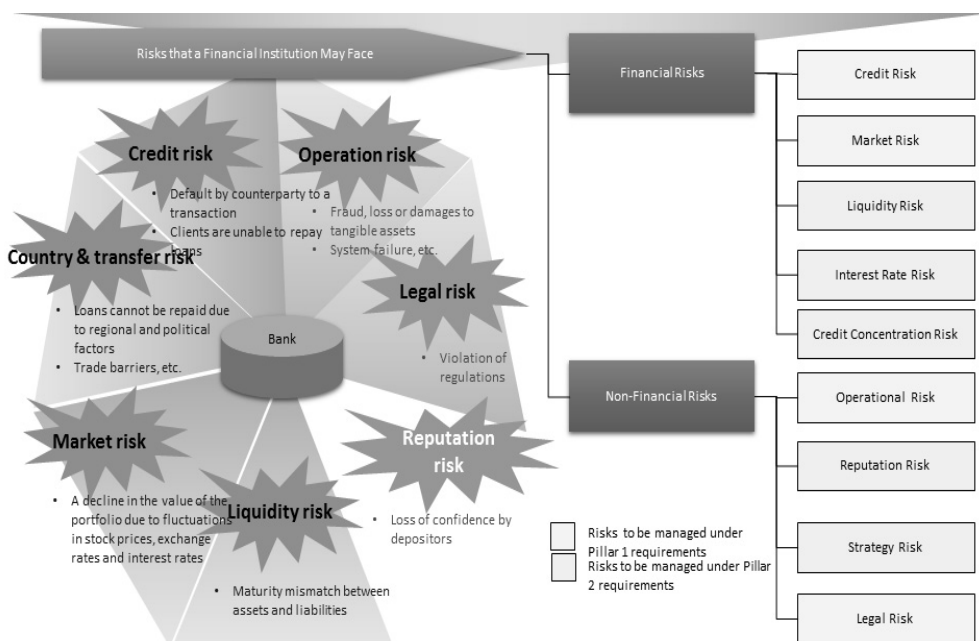 Risks that a Financial Institution May Face
Credit risk
• Default by counterparty to a
transaction
• Clients are unable to repay
loans
Operation risk
• Fraud, loss or damages to
tangible assets
• System failure, etc.
Country & transfer risk
• Loans cannot be repaid due
to regional and political
factors
• Trade barriers, etc.
Legal risk
• Violation of
regulations
Bank
Market risk
• A decline in the value of the
portfolio due to fluctuations
in stock prices, exchange
rates and interest rates
Liquidity risk
• Maturity mismatch between
assets and liabilities
Reputation
risk
• Loss of confidence by
depositors
Financial Risks
Credit Risk
Market Risk
Liquidity Risk
Interest Rate Risk
Credit Concentration Risk
Non-Financial Risks
Operational Risk
Reputation Risk
Strategy Risk
Legal Risk
Risks to be managed under
Pillar 1 requirements
Risks to be managed under Pillar
2 requirements